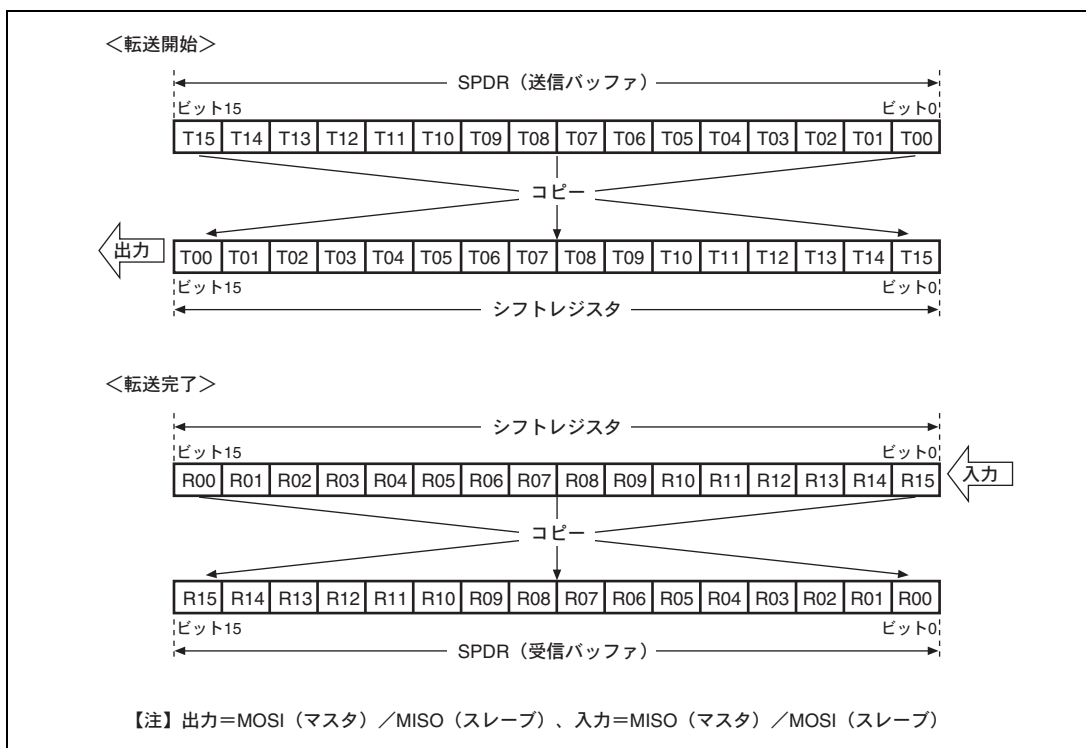 ＜転送開始＞
SPDR（送信バッファ）
ビット15 ビット0
T15 T14 T13 T12 T11 T10 T09 T08 T07 T06 T05 T04 T03 T02 T01 T00
コピー
出力
T00 T01 T02 T03 T04 T05 T06 T07 T08 T09 T10 T11 T12 T13 T14 T15
ビット15 ビット0
シフトレジスタ
＜転送完了＞
シフトレジスタ
ビット15 ビット0
R00 R01 R02 R03 R04 R05 R06 R07 R08 R09 R10 R11 R12 R13 R14 R15
入力
コピー
R15 R14 R13 R12 R11 R10 R09 R08 R07 R06 R05 R04 R03 R02 R01 R00
ビット15 ビット0
SPDR（受信バッファ）
【注】出力＝MOSI（マスタ）／MISO（スレーブ）、入力＝MISO（マスタ）／MOSI（スレーブ）